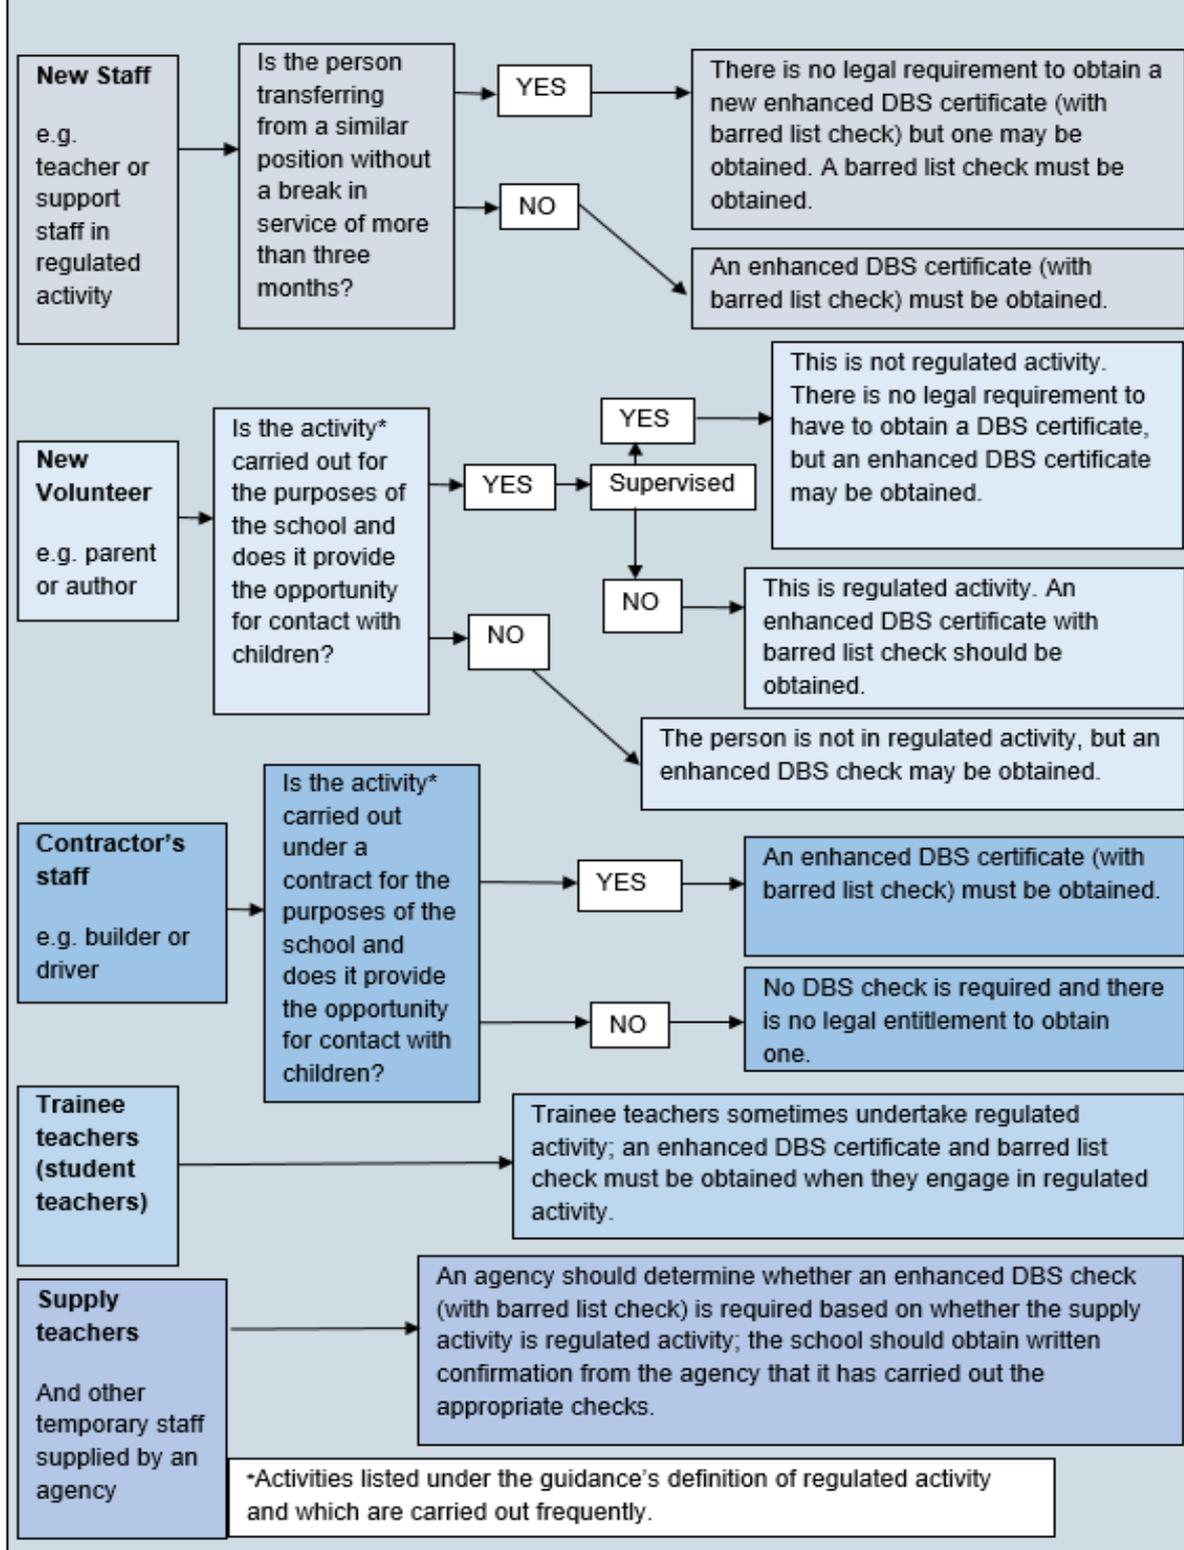 New Staff
e.g.
teacher or
support
staff in
regulated
activity
Is the person
transferring
from a similar
position without
a break in
service of more
than three
months?
YES
There is no legal requirement to obtain a
new enhanced DBS certificate (with
barred list check) but one may be
obtained. A barred list check must be
obtained.
NO
An enhanced DBS certificate (with
barred list check) must be obtained.
New
Volunteer
e.g. parent
or author
Is the activity*
carried out for
the purposes of
the school and
does it provide
the opportunity
for contact with
children?
YES
Supervised
YES
This is not regulated activity.
There is no legal requirement to
have to obtain a DBS certificate,
but an enhanced DBS certificate
may be obtained.
NO
This is regulated activity. An
enhanced DBS certificate with
barred list check should be
obtained.
NO
The person is not in regulated activity, but an
enhanced DBS check may be obtained.
Contractor's
staff
e.g. builder or
driver
Is the activity*
carried out
under a
contract for the
purposes of the
school and
does it provide
the opportunity
for contact with
children?
YES
An enhanced DBS certificate (with
barred list check) must be obtained.
NO
No DBS check is required and there
is no legal entitlement to obtain
one.
Trainee
teachers
(student
teachers)
Trainee teachers sometimes undertake regulated
activity; an enhanced DBS certificate and barred list
check must be obtained when they engage in regulated
activity.
Supply
teachers
And other
temporary staff
supplied by an
agency
An agency should determine whether an enhanced DBS check
(with barred list check) is required based on whether the supply
activity is regulated activity; the school should obtain written
confirmation from the agency that it has carried out the
appropriate checks.
*Activities listed under the guidance's definition of regulated activity
and which are carried out frequently.